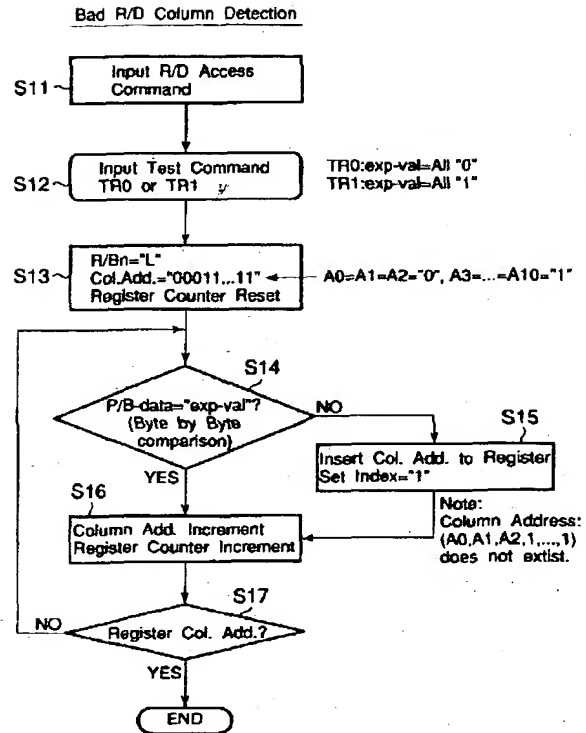 Bad R/D Column Detection
S11
Input R/D Access
Command
S12
Input Test Command
TR0 or TR1
TR0:exp-val=All "0"
TR1:exp-val=All "1"
S13
R/Bn="L"
Col.Add.="00011...11"
Register Counter Reset
A0=A1=A2="0", A3=...=A10="1"
S14
P/B-data="exp-val"?
(Byte by Byte
comparison)
NO
YES
S15
Insert Col. Add. to Register
Set Index="1"
Note:
Column Address:
(A0,A1,A2,1,...,1)
does not extist.
S16
Column Add. Increment
Register Counter Increment
S17
Register Col. Add.?
NO
YES
END